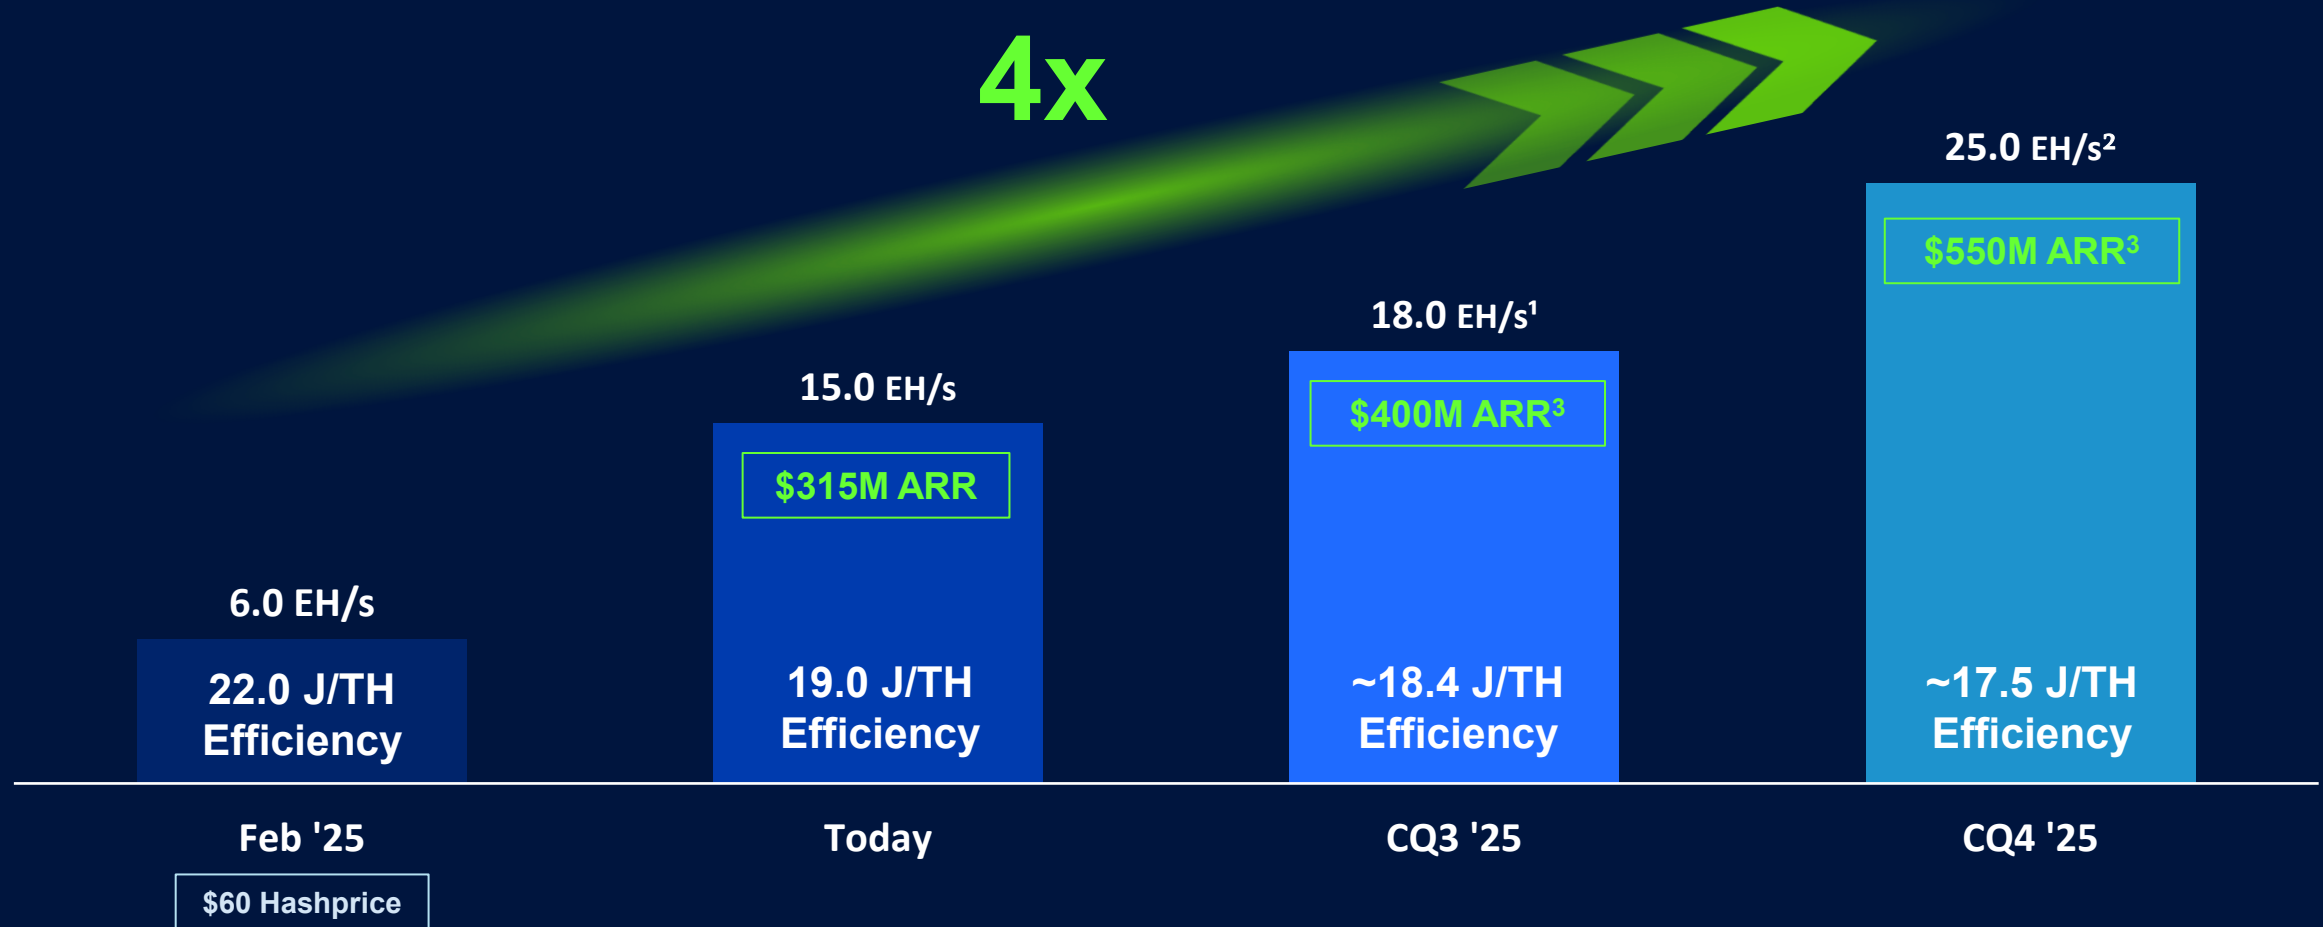 4x
25.0 EH/s²
$550M ARR³
18.0 EH/s¹
$400M ARR³
15.0 EH/s
$315M ARR
6.0 EH/s
22.0 J/TH
Efficiency
19.0 J/TH
Efficiency
~18.4 J/TH
Efficiency
~17.5 J/TH
Efficiency
Feb '25
Today
CQ3 '25
CQ4 '25
$60 Hashprice